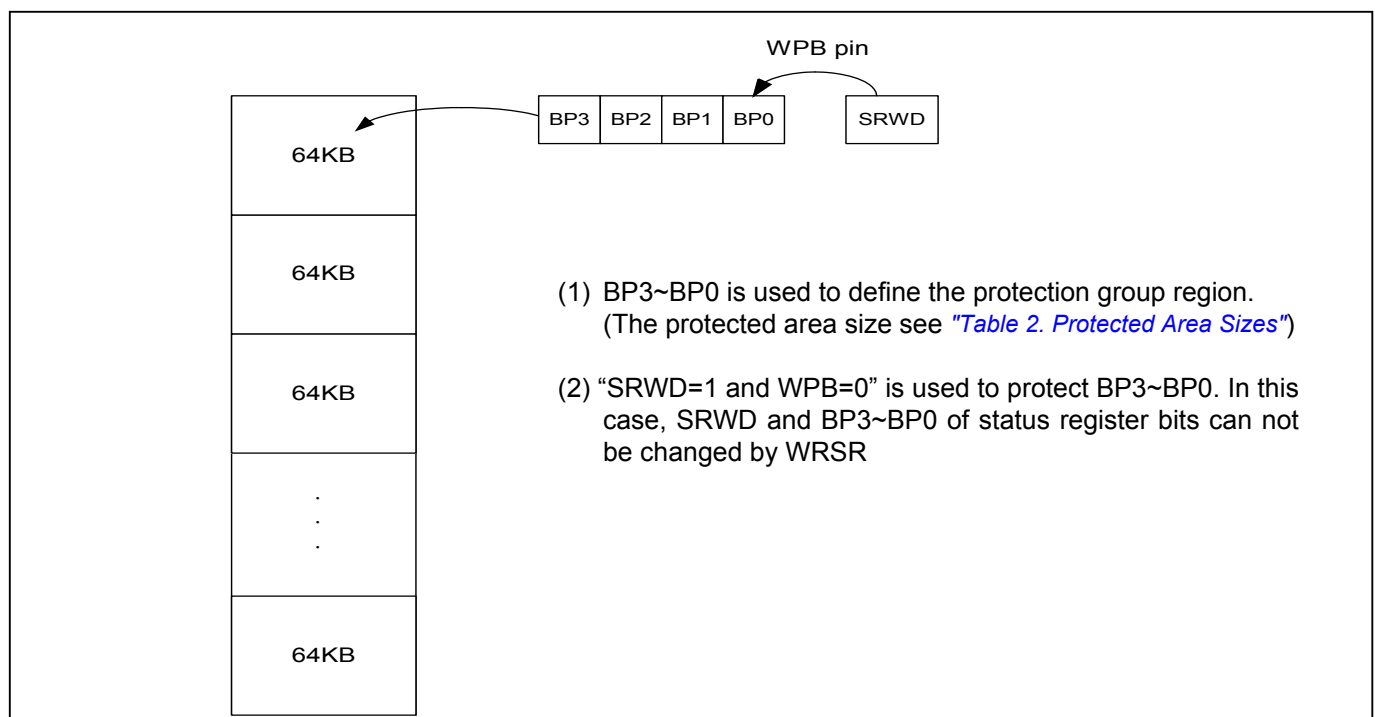 WPB pin
BP3 BP2 BP1 BP0 SRWD
64KB
64KB
(1) BP3~BP0 is used to define the protection group region.
(The protected area size see "Table 2. Protected Area Sizes")
64KB
(2) “SRWD=1 and WPB=0” is used to protect BP3~BP0. In this
case, SRWD and BP3~BP0 of status register bits can not
be changed by WRSR
.
.
.
64KB